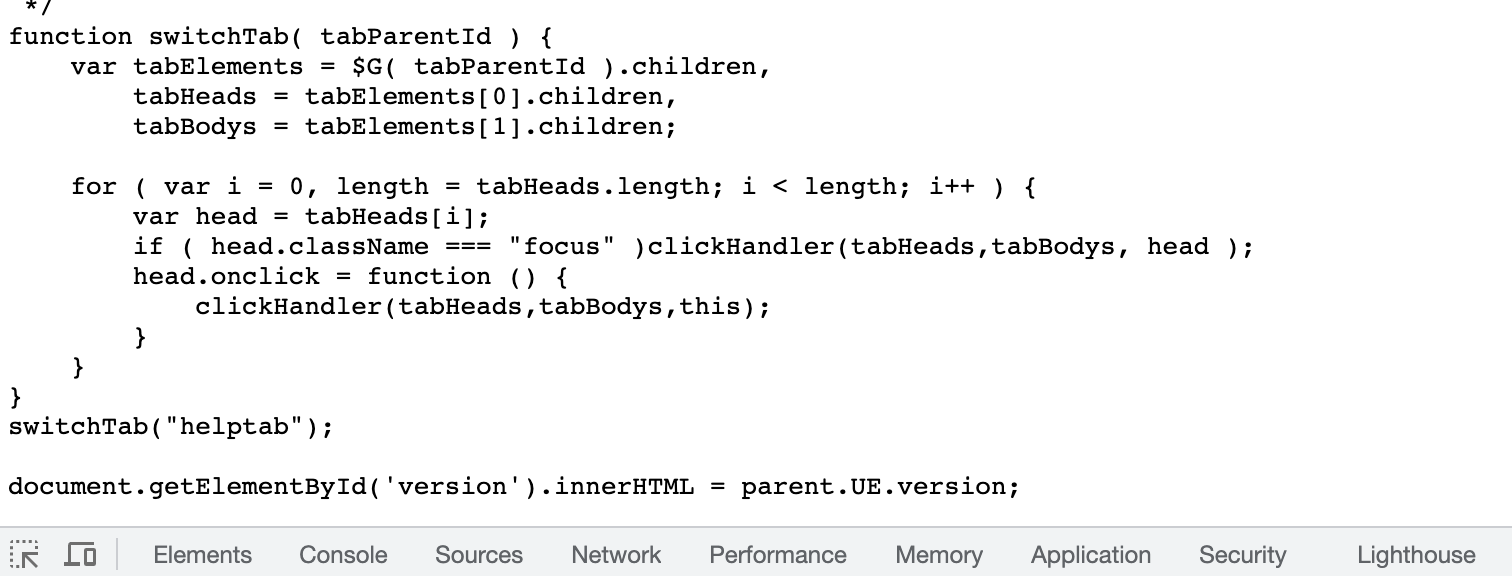 */
function switchTab( tabParentId ) {
    var tabElements = $G( tabParentId ).children,
        tabHeads = tabElements[0].children,
        tabBodys = tabElements[1].children;

    for ( var i = 0, length = tabHeads.length; i < length; i++ ) {
        var head = tabHeads[i];
        if ( head.className === "focus" )clickHandler(tabHeads,tabBodys, head );
        head.onclick = function () {
            clickHandler(tabHeads,tabBodys,this);
        }
    }
}
switchTab("helptab");

document.getElementById('version').innerHTML = parent.UE.version;
Elements Console Sources Network Performance Memory Application Security Lighthouse